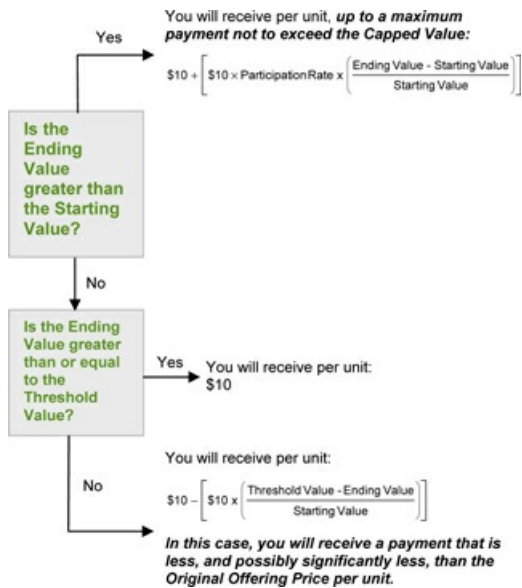 You will receive per unit, up to a maximum
payment not to exceed the Capped Value:
Yes
$10 + [ $10 × Participation Rate x ( Ending Value - Starting Value / Starting Value ) ]
Is the
Ending
Value
greater than
the Starting
Value?
No
Is the Ending
Value greater
than or equal
to the
Threshold
Value?
Yes
You will receive per unit:
$10
You will receive per unit:
No
$10 – [ $10 x ( Threshold Value - Ending Value / Starting Value ) ]
In this case, you will receive a payment that is
less, and possibly significantly less, than the
Original Offering Price per unit.